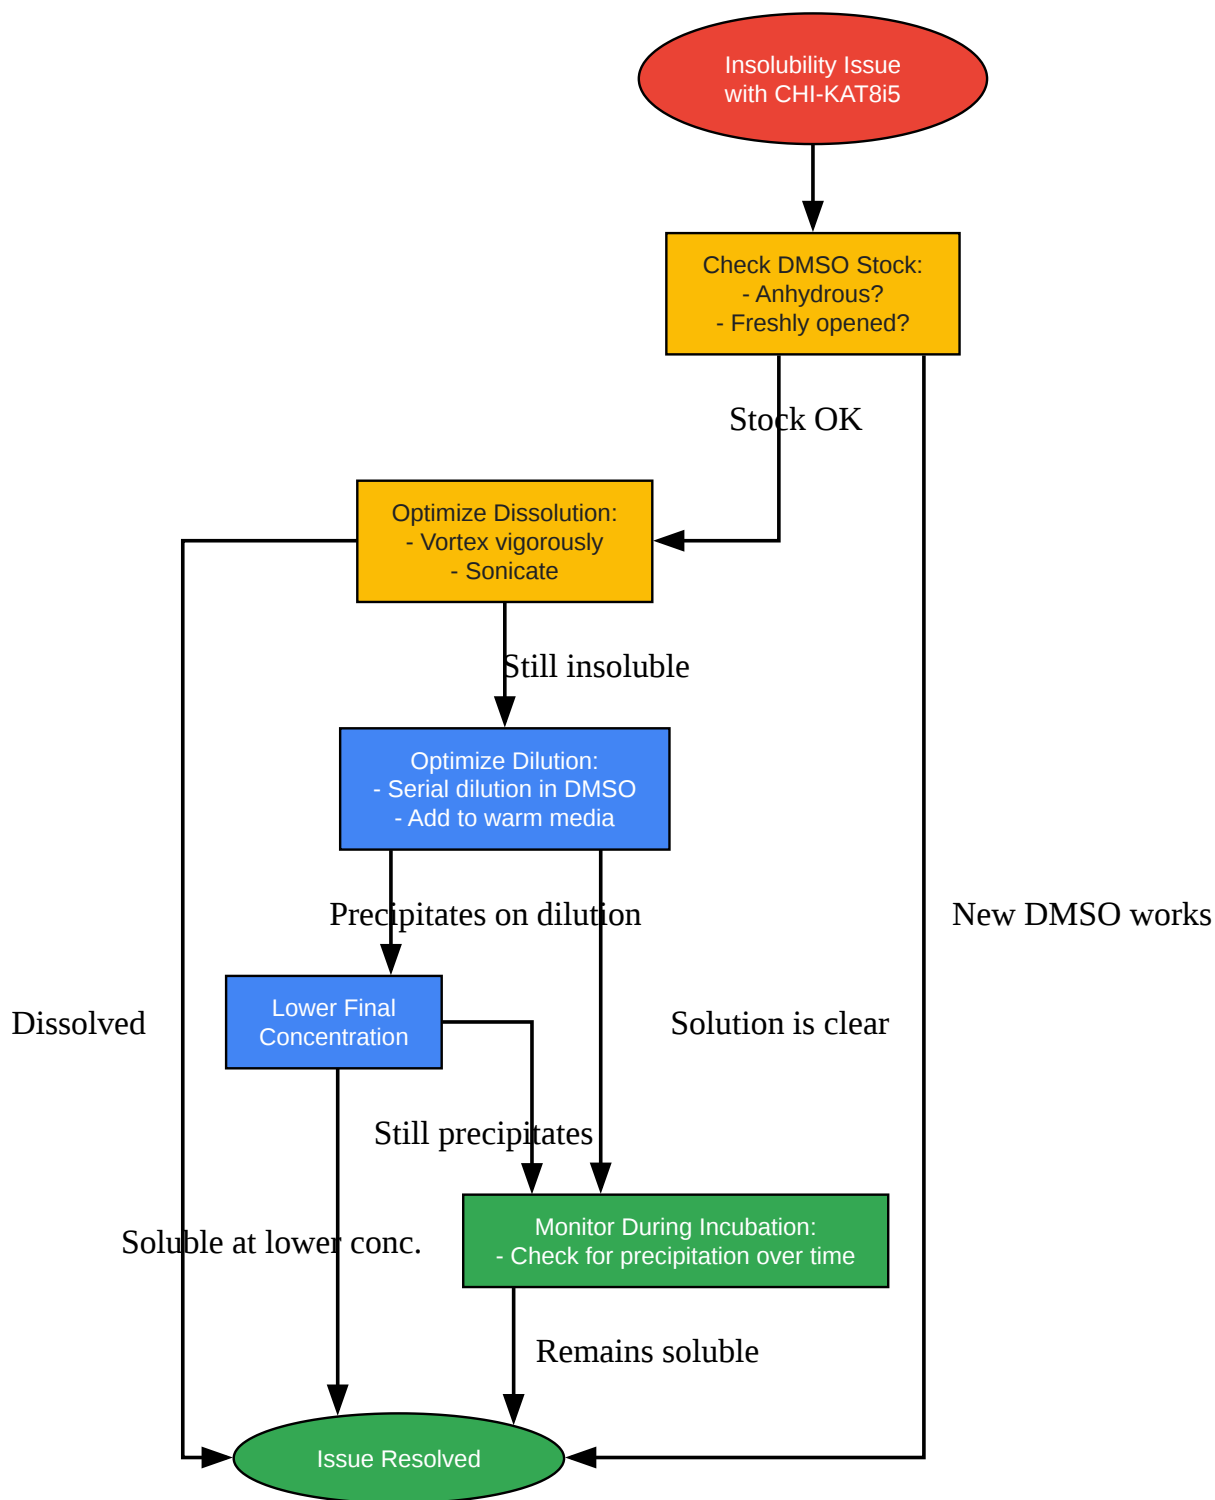 Insolubility Issue
with CHI-KAT8i5
Check DMSO Stock:
- Anhydrous?
- Freshly opened?
Stock OK
Optimize Dissolution:
- Vortex vigorously
- Sonicate
Still insoluble
Optimize Dilution:
- Serial dilution in DMSO
- Add to warm media
Precipitates on dilution
New DMSO works
Lower Final
Concentration
Dissolved
Solution is clear
Still precipitates
Monitor During Incubation:
- Check for precipitation over time
Soluble at lower conc.
Remains soluble
Issue Resolved